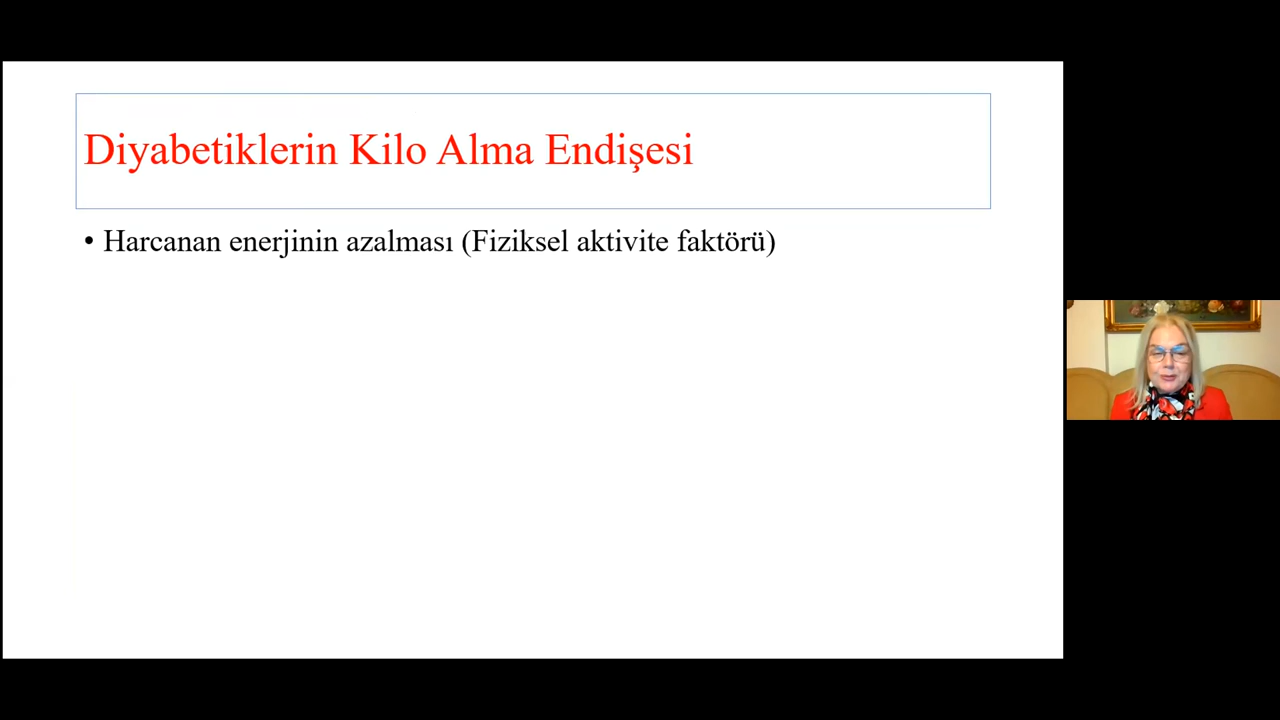 Diyabetiklerin Kilo Alma Endişesi
• Harcanan enerjinin azalması (Fiziksel aktivite faktörü)